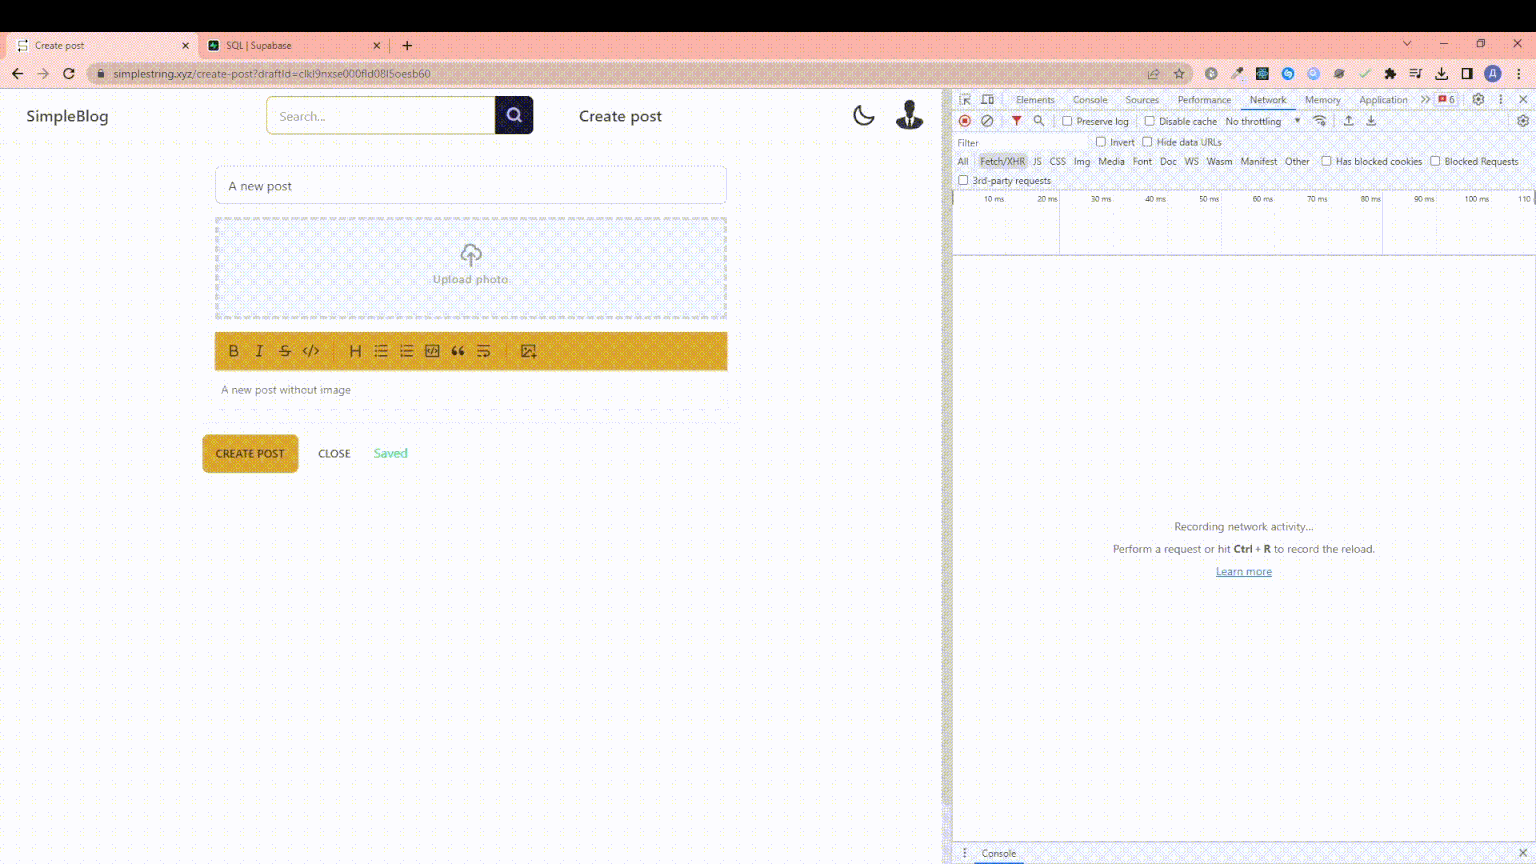 Create post
SQL | Supabase
simplestring.xyz/create-post?draftId=clkl9nxse000fld08l5oesb60
Д
SimpleBlog
Search...
Create post
A new post
Upload photo
A new post without image
CREATE POST CLOSE Saved
Elements Console Sources Performance Network Memory Application 6
Preserve log Disable cache No throttling
Filter Invert Hide data URLs
All Fetch/XHR JS CSS Img Media Font Doc WS Wasm Manifest Other Has blocked cookies Blocked Requests
3rd-party requests
10 ms 20 ms 30 ms 40 ms 50 ms 60 ms 70 ms 80 ms 90 ms 100 ms 110
Recording network activity...
Perform a request or hit Ctrl + R to record the reload.
Learn more
Console